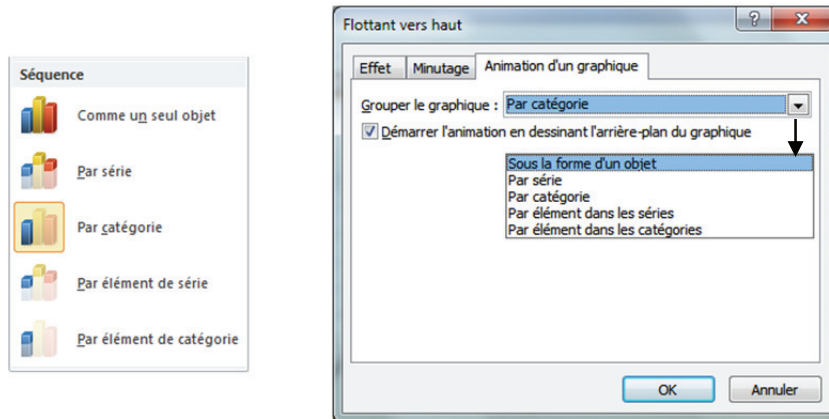 Séquence
Comme un seul objet
Par série
Par catégorie
Par élément de série
Par élément de catégorie
Flottant vers haut
Effet
Minutage
Animation d'un graphique
Grouper le graphique :
Par catégorie
Démarrer l'animation en dessinant l'arrière-plan du graphique
Sous la forme d'un objet
Par série
Par catégorie
Par élément dans les séries
Par élément dans les catégories
OK
Annuler